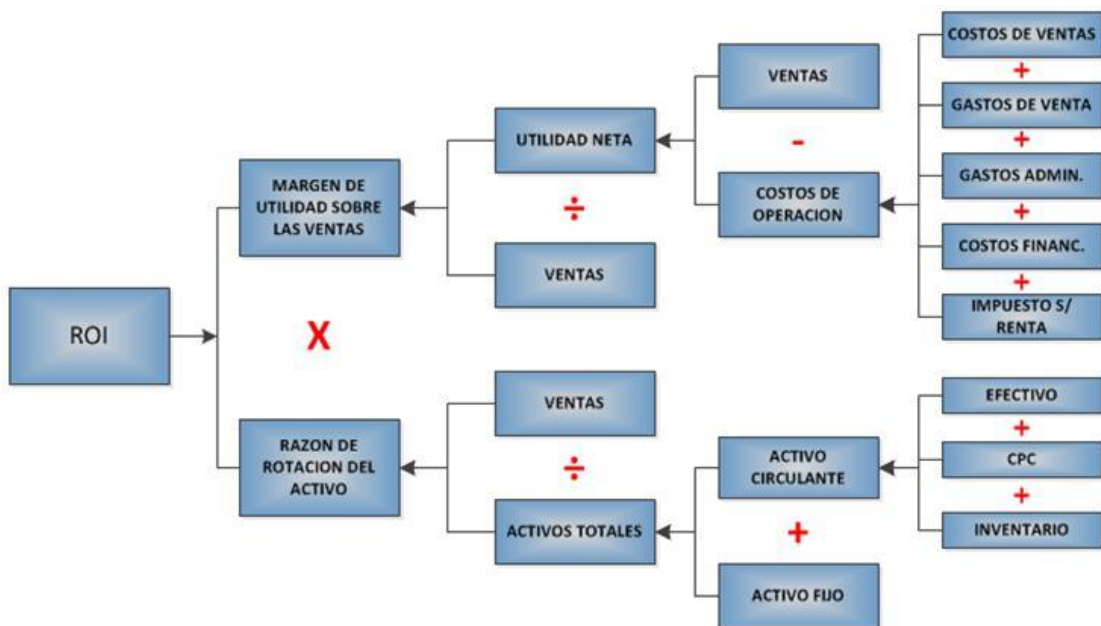 COSTOS DE VENTAS
+
GASTOS DE VENTA
+
GASTOS ADMIN.
+
COSTOS FINANC.
+
IMPUESTO S/
RENTA
VENTAS
-
COSTOS DE
OPERACION
UTILIDAD NETA
÷
VENTAS
MARGEN DE
UTILIDAD SOBRE
LAS VENTAS
ROI
X
RAZON DE
ROTACION DEL
ACTIVO
VENTAS
÷
ACTIVOS TOTALES
ACTIVO
CIRCULANTE
+
ACTIVO FIJO
EFECTIVO
+
CPC
+
INVENTARIO